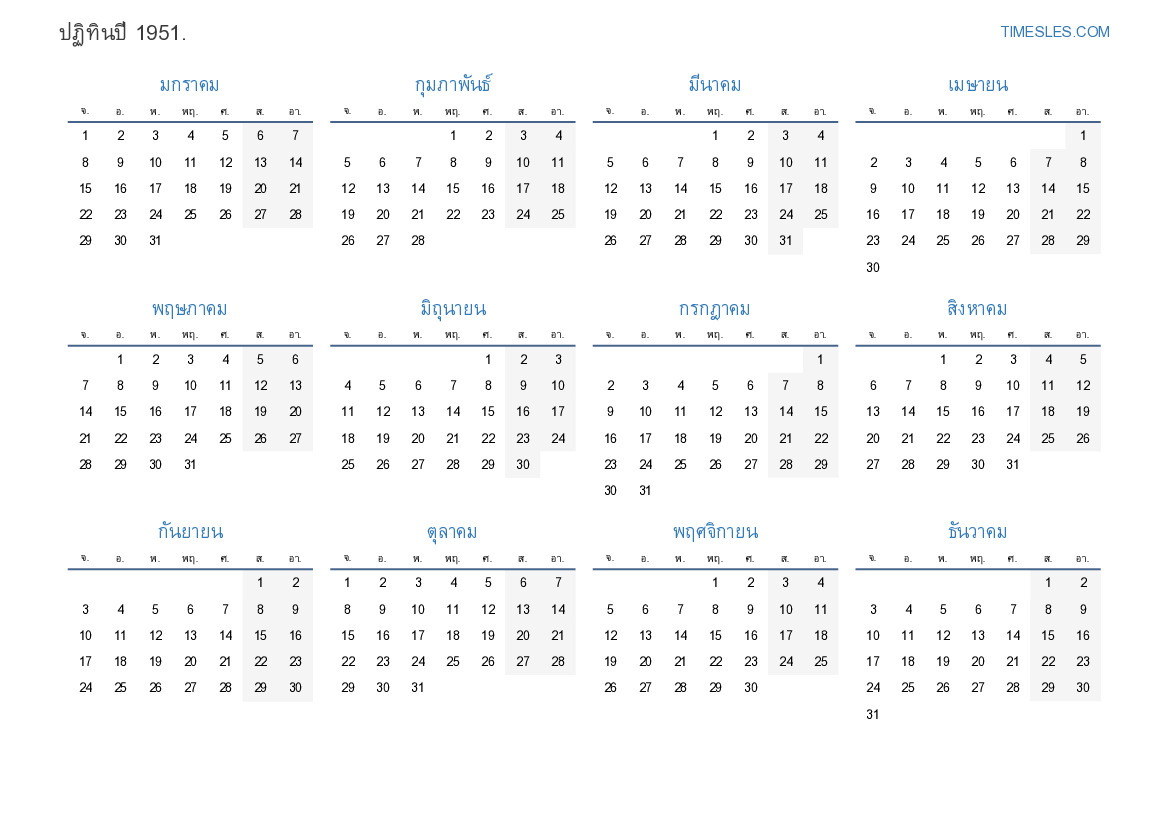 ปฏิทินปี 1951.
TIMESLES.COM
มกราคม
จ. อ. พ. พฤ. ศ. ส. อา.
1 2 3 4 5 6 7
8 9 10 11 12 13 14
15 16 17 18 19 20 21
22 23 24 25 26 27 28
29 30 31
กุมภาพันธ์
จ. อ. พ. พฤ. ศ. ส. อา.
1 2 3 4
5 6 7 8 9 10 11
12 13 14 15 16 17 18
19 20 21 22 23 24 25
26 27 28
มีนาคม
จ. อ. พ. พฤ. ศ. ส. อา.
1 2 3 4
5 6 7 8 9 10 11
12 13 14 15 16 17 18
19 20 21 22 23 24 25
26 27 28 29 30 31
เมษายน
จ. อ. พ. พฤ. ศ. ส. อา.
1
2 3 4 5 6 7 8
9 10 11 12 13 14 15
16 17 18 19 20 21 22
23 24 25 26 27 28 29
30
พฤษภาคม
จ. อ. พ. พฤ. ศ. ส. อา.
1 2 3 4 5 6
7 8 9 10 11 12 13
14 15 16 17 18 19 20
21 22 23 24 25 26 27
28 29 30 31
มิถุนายน
จ. อ. พ. พฤ. ศ. ส. อา.
1 2 3
4 5 6 7 8 9 10
11 12 13 14 15 16 17
18 19 20 21 22 23 24
25 26 27 28 29 30
กรกฎาคม
จ. อ. พ. พฤ. ศ. ส. อา.
1
2 3 4 5 6 7 8
9 10 11 12 13 14 15
16 17 18 19 20 21 22
23 24 25 26 27 28 29
30 31
สิงหาคม
จ. อ. พ. พฤ. ศ. ส. อา.
1 2 3 4 5
6 7 8 9 10 11 12
13 14 15 16 17 18 19
20 21 22 23 24 25 26
27 28 29 30 31
กันยายน
จ. อ. พ. พฤ. ศ. ส. อา.
1 2
3 4 5 6 7 8 9
10 11 12 13 14 15 16
17 18 19 20 21 22 23
24 25 26 27 28 29 30
ตุลาคม
จ. อ. พ. พฤ. ศ. ส. อา.
1 2 3 4 5 6 7
8 9 10 11 12 13 14
15 16 17 18 19 20 21
22 23 24 25 26 27 28
29 30 31
พฤศจิกายน
จ. อ. พ. พฤ. ศ. ส. อา.
1 2 3 4
5 6 7 8 9 10 11
12 13 14 15 16 17 18
19 20 21 22 23 24 25
26 27 28 29 30
ธันวาคม
จ. อ. พ. พฤ. ศ. ส. อา.
1 2
3 4 5 6 7 8 9
10 11 12 13 14 15 16
17 18 19 20 21 22 23
24 25 26 27 28 29 30
31